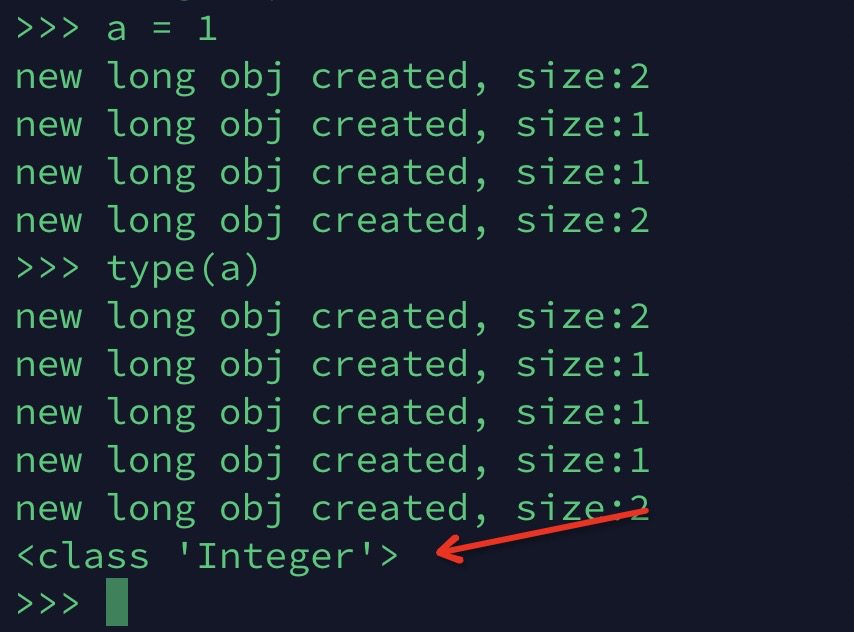 >>> a = 1
new long obj created, size:2
new long obj created, size:1
new long obj created, size:1
new long obj created, size:2
>>> type(a)
new long obj created, size:2
new long obj created, size:1
new long obj created, size:1
new long obj created, size:1
new long obj created, size:2
<class 'Integer'>
>>>